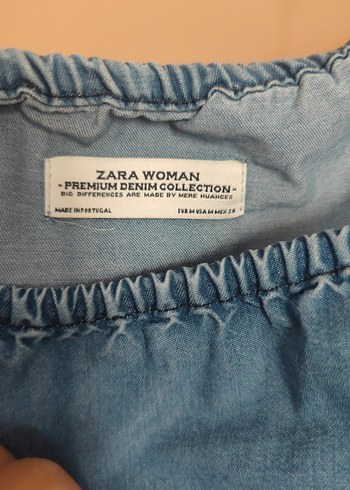 ZARA WOMAN
- PREMIUM DENIM COLLECTION -
BIG DIFFERENCES ARE MADE BY MERE NUANCES
MADE IN PORTUGAL EUR M USA M MEX 28